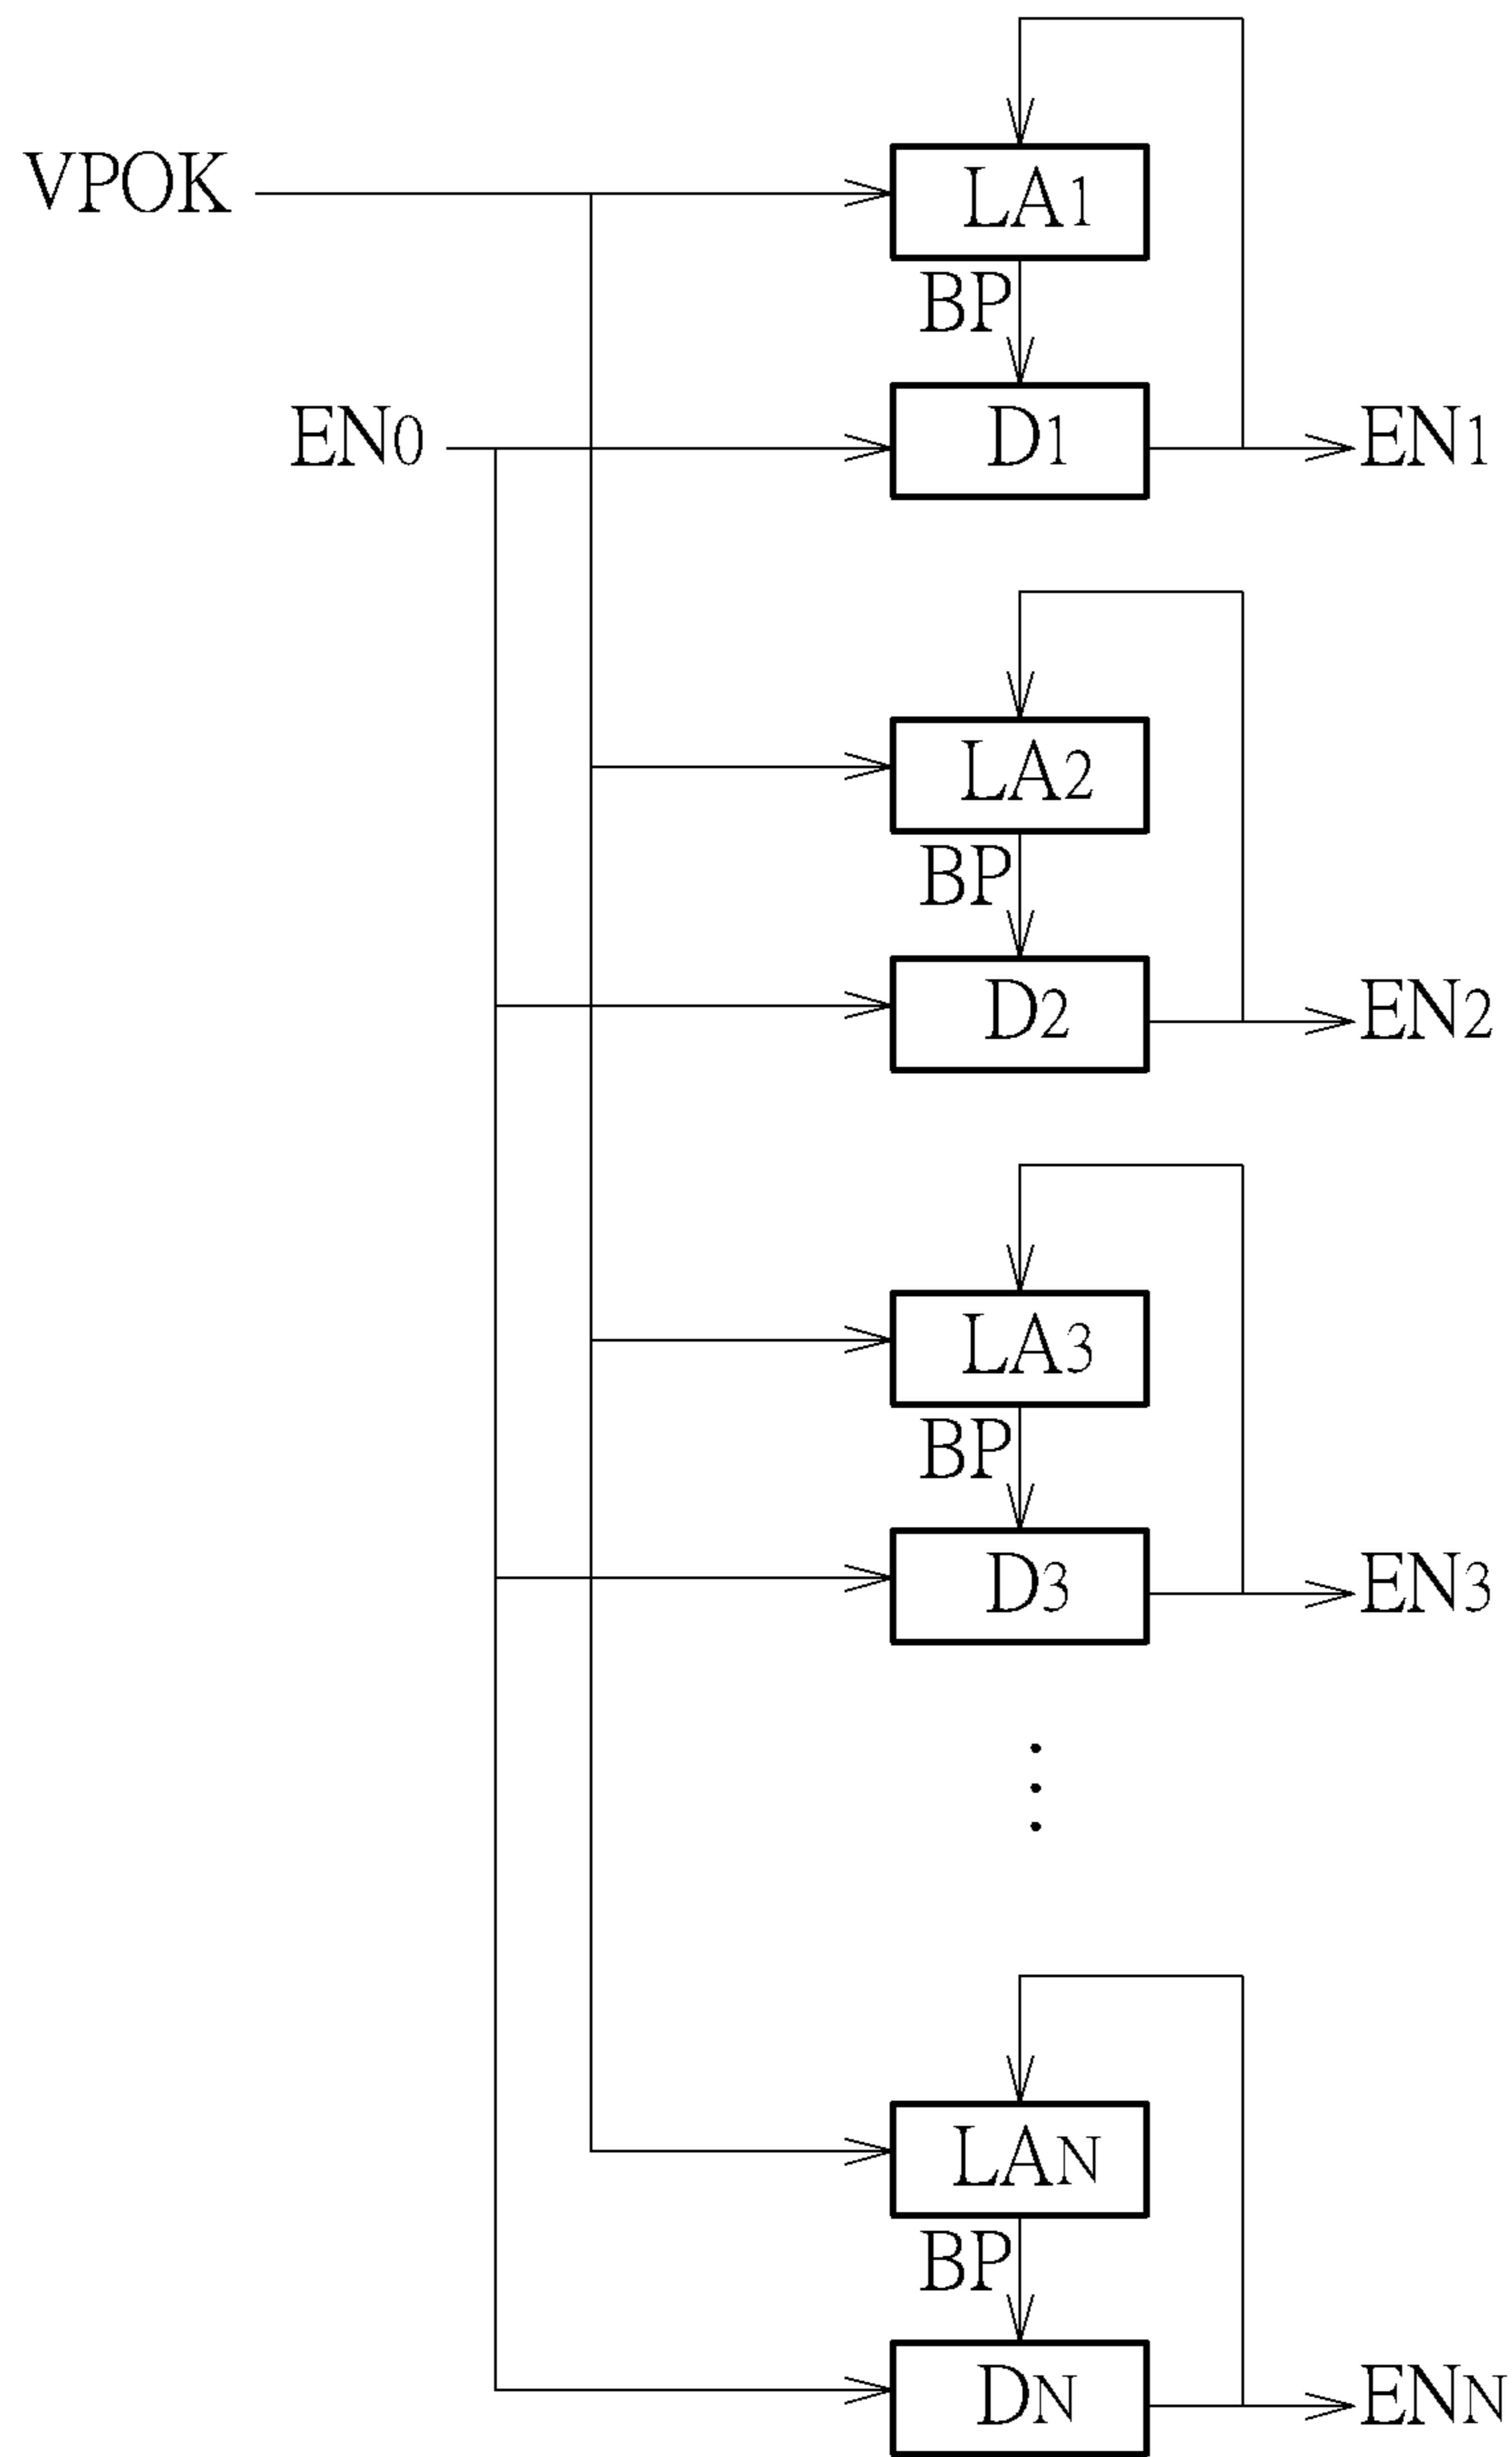 LA1
VPOK
BP
EN0
D1
EN1
LA2
BP
D2
EN2
LA3
BP
D3
EN3
LAN
BP
DN
ENN